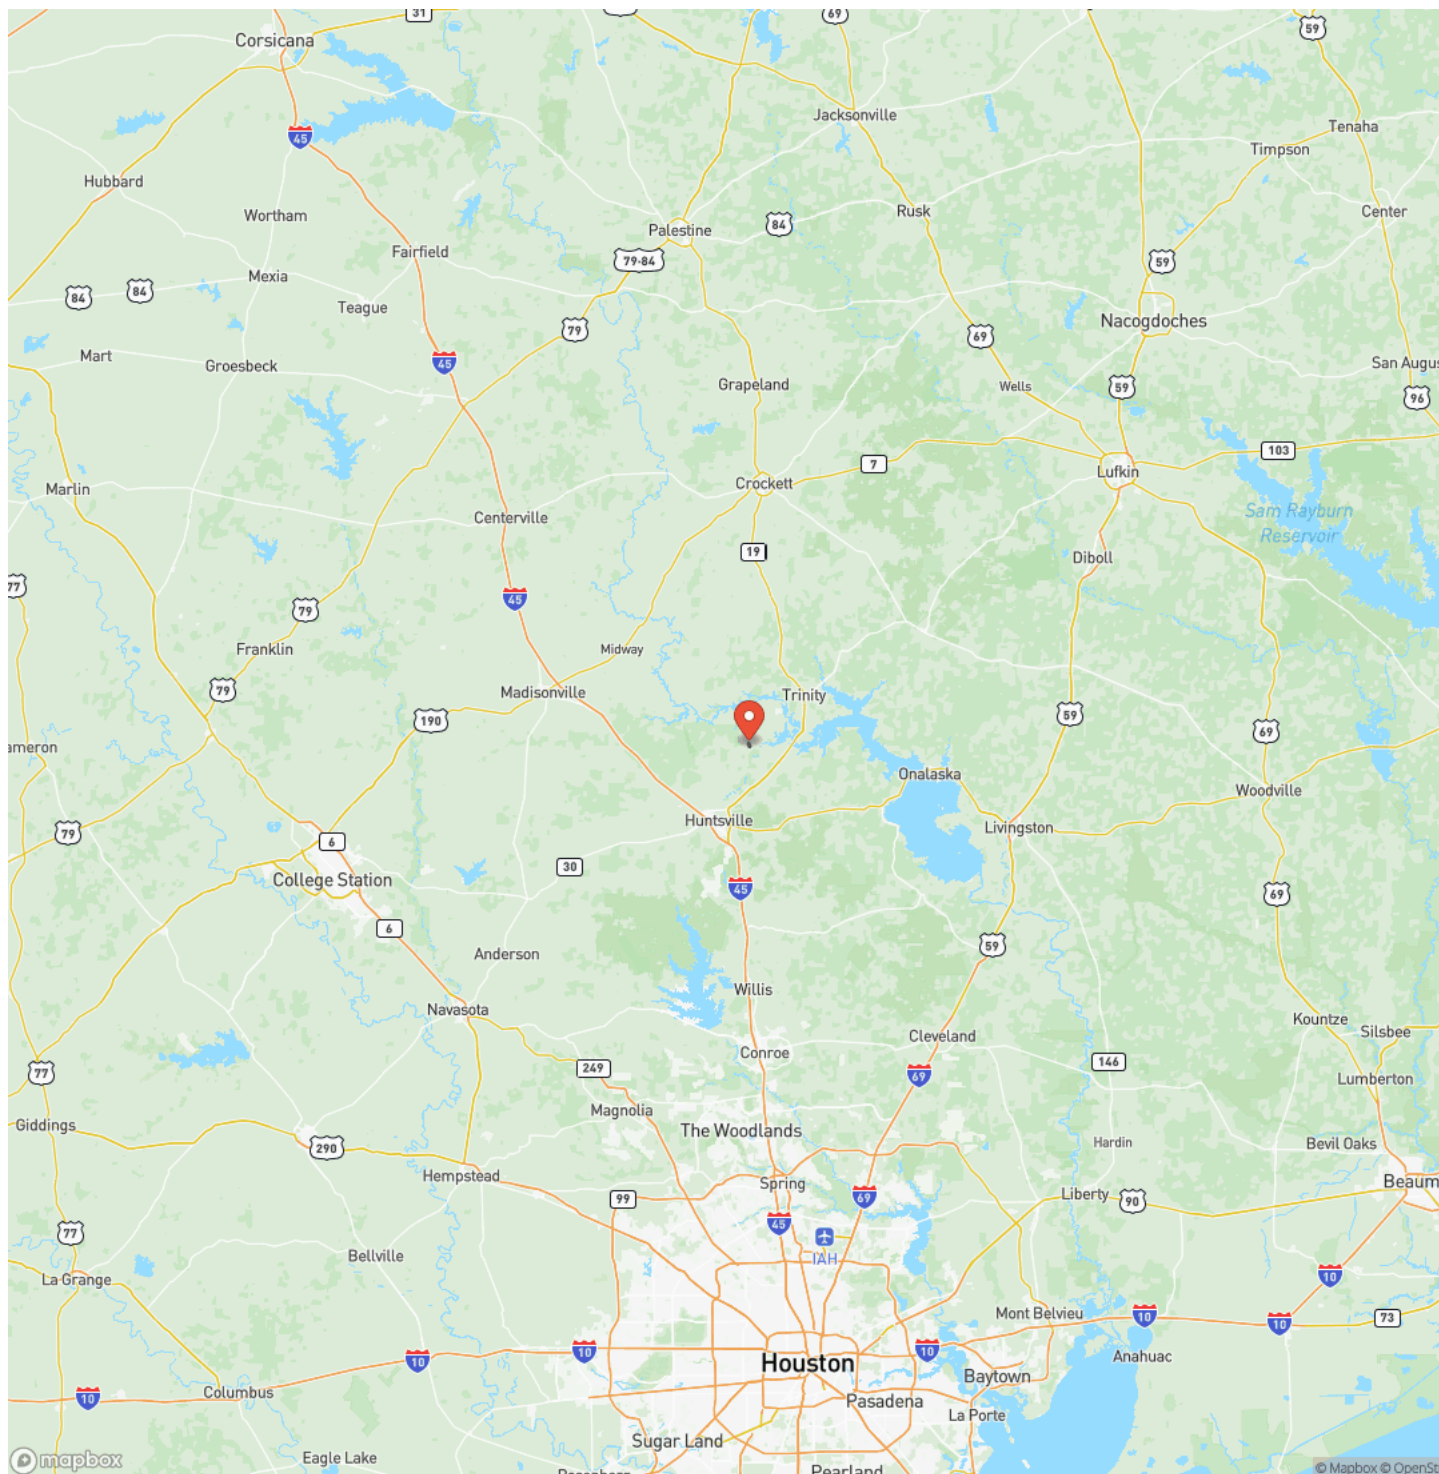 31
69
59
Corsicana
Jacksonville
45
Tenaha
Timpson
Hubbard
Wortham
Rusk
Center
Palestine
84
Fairfield
79-84
59
Mexia
84
84
Teague
Nacogdoches
79
69
Mart
45
Groesbeck
San Augus
Grapeland
Wells
59
96
103
7
Lufkin
Crockett
Marlin
Sam Rayburn
Reservoir
Centerville
19
Diboll
77
45
79
Franklin
Midway
Madisonville
Trinity
79
190
59
69
ameron
Onalaska
Woodville
Huntsville
Livingston
79
6
30
College Station
45
69
6
59
Anderson
Willis
Navasota
Kountze
Silsbee
Cleveland
Conroe
146
249
77
69
Lumberton
Magnolia
Giddings
The Woodlands
Hardin
Bevil Oaks
290
Hempstead
Spring
Beaum
99
69
Liberty
90
45
77
Bellville
IAH
La Grange
10
Mont Belvieu
10
73
10
10
10
10
Anahuac
Houston
Baytown
Columbus
10
Pasadena
La Porte
Sugar Land
Eagle Lake
mapbox
Pearland
© Mapbox © OpenSt